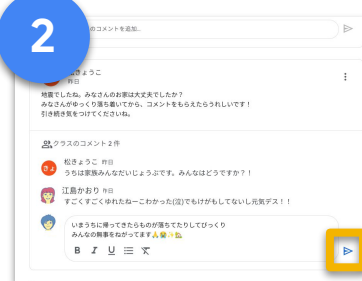 2
のコメントを追加...
きょうこ
昨日
地震でしたね。みなさんのお家は大丈夫でしたか？
みなさんがゆっくり落ち着いてから、コメントをもらえたらうれしいです！
引き続き気をつけてくださいね。
クラスのコメント 2 件
きょ 松きょうこ 昨日
うちは家族みんなだいじょうぶです。みんなはどうですか？！
江島かおり 昨日
すごくすごくゆれたねーこわかった(泣)でもけがもしてないし元気デス！！
いまうちに帰ってきたらものが落ちてたりしてびっくり
みんなの無事をねがってます🙏😭✨🏡
B I U